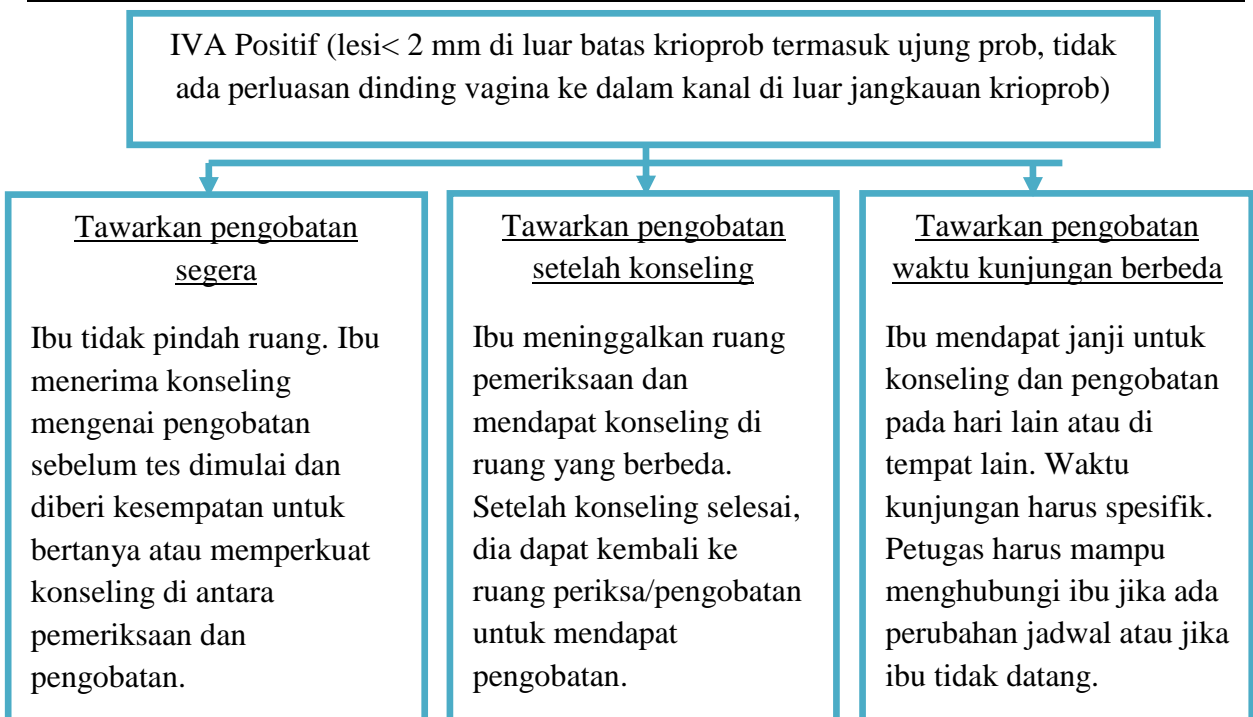 IVA Positif (lesi< 2 mm di luar batas krioprob termasuk ujung prob, tidak
ada perluasan dinding vagina ke dalam kanal di luar jangkauan krioprob)
Tawarkan pengobatan
segera
Ibu tidak pindah ruang. Ibu
menerima konseling
mengenai pengobatan
sebelum tes dimulai dan
diberi kesempatan untuk
bertanya atau memperkuat
konseling di antara
pemeriksaan dan
pengobatan.
Tawarkan pengobatan
setelah konseling
Ibu meninggalkan ruang
pemeriksaan dan
mendapat konseling di
ruang yang berbeda.
Setelah konseling selesai,
dia dapat kembali ke
ruang periksa/pengobatan
untuk mendapat
pengobatan.
Tawarkan pengobatan
waktu kunjungan berbeda
Ibu mendapat janji untuk
konseling dan pengobatan
pada hari lain atau di
tempat lain. Waktu
kunjungan harus spesifik.
Petugas harus mampu
menghubungi ibu jika ada
perubahan jadwal atau jika
ibu tidak datang.